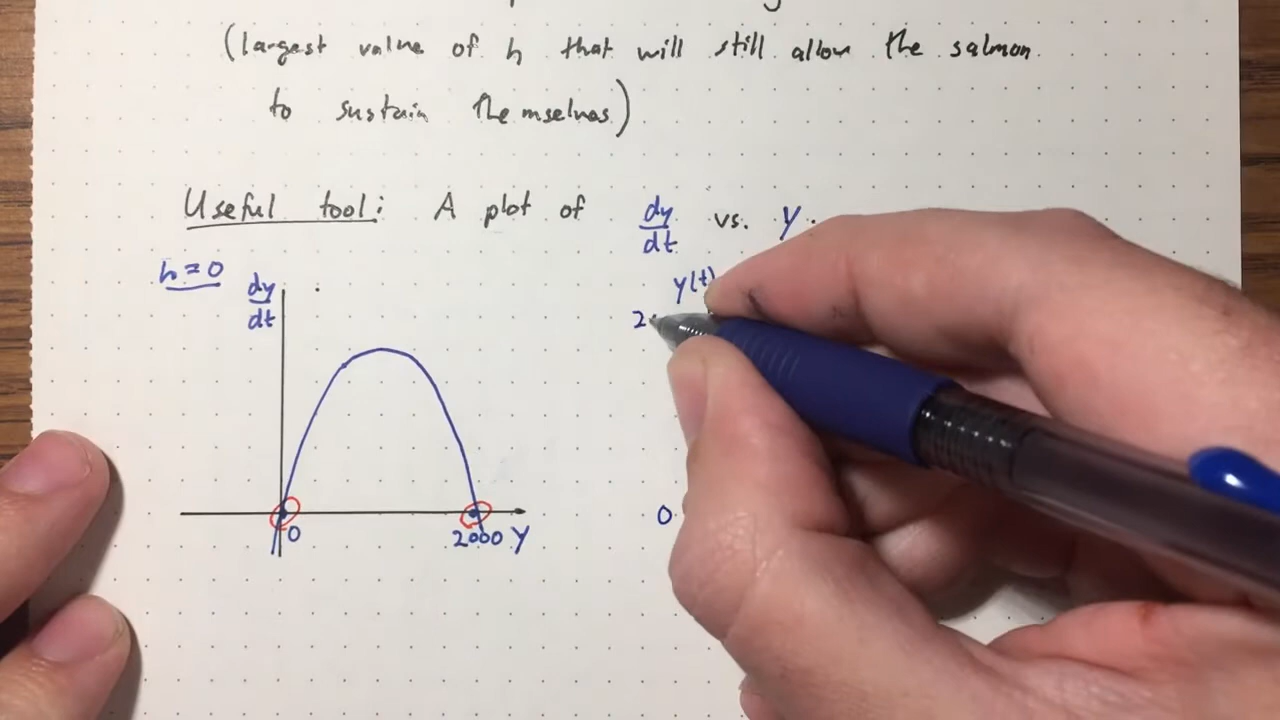 (largest value of h that will still allow the salmon
to sustain themselves)
Useful tool: A plot of dy/dt vs. y.
h = 0
dy/dt
0
2000 y
y(t)
2
0